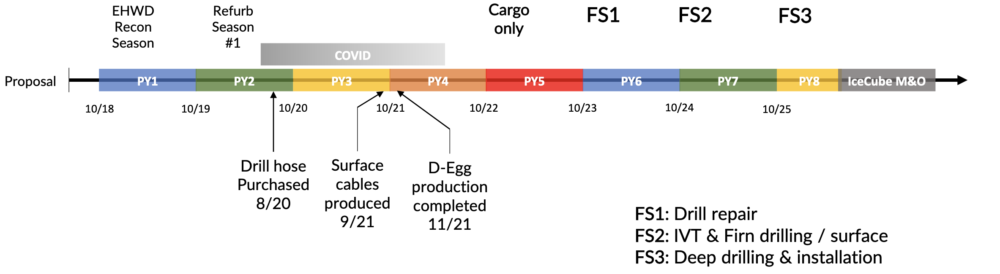 EHWD
Recon
Season
Refurb
Season
#1
Cargo
only
FS1
FS2
FS3
COVID
Proposal
PY1
PY2
PY3
PY4
PY5
PY6
PY7
PY8
IceCube M&O
10/18
10/19
10/20
10/21
10/22
10/23
10/24
10/25
Drill hose
Purchased
8/20
Surface
cables
produced
9/21
D-Egg
production
completed
11/21
FS1: Drill repair
FS2: IVT & Firn drilling / surface
FS3: Deep drilling & installation